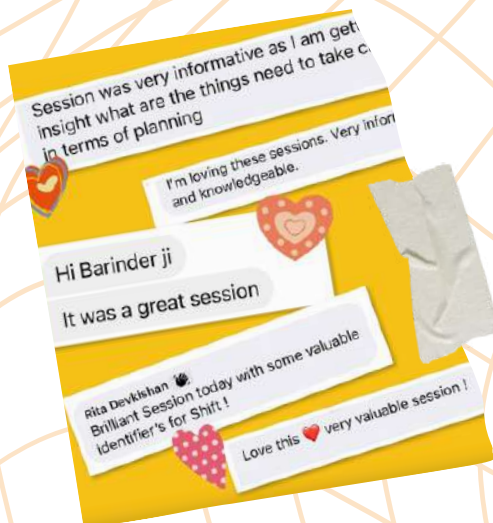 Session was very informative as I am
insight what are the things need to take
in terms of planning
I'm loving these sessions. Very
and knowledgeable.
Hi Barinder ji
It was a great session
Rita Devkishan 👋
Brilliant Session today with some valuable
identifier's for Shift !
Love this ❤️ very valuable session !